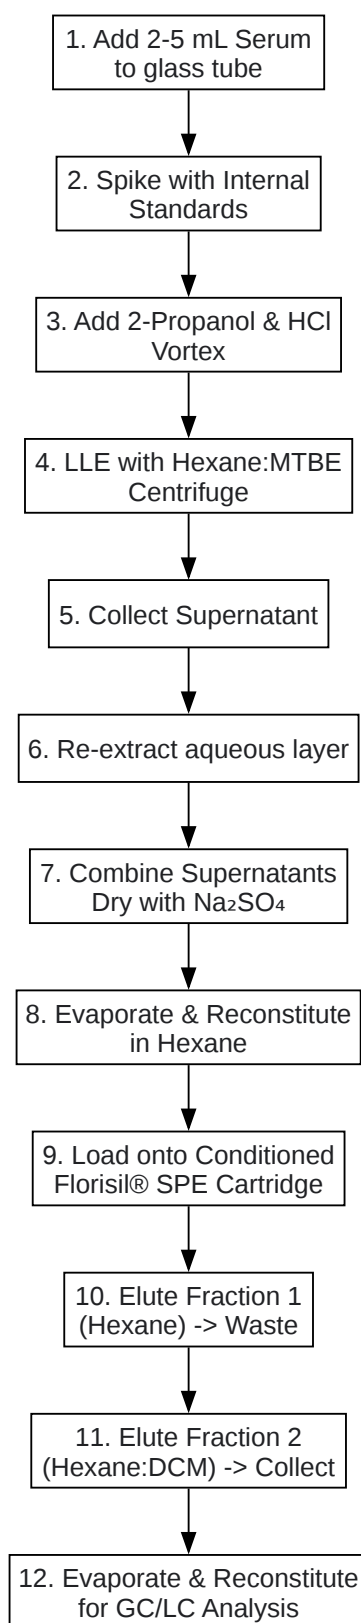 1. Add 2-5 mL Serum
to glass tube
2. Spike with Internal
Standards
3. Add 2-Propanol & HCl
Vortex
4. LLE with Hexane:MTBE
Centrifuge
5. Collect Supernatant
6. Re-extract aqueous layer
7. Combine Supernatants
Dry with Na₂SO₄
8. Evaporate & Reconstitute
in Hexane
9. Load onto Conditioned
Florisil® SPE Cartridge
10. Elute Fraction 1
(Hexane) -> Waste
11. Elute Fraction 2
(Hexane:DCM) -> Collect
12. Evaporate & Reconstitute
for GC/LC Analysis